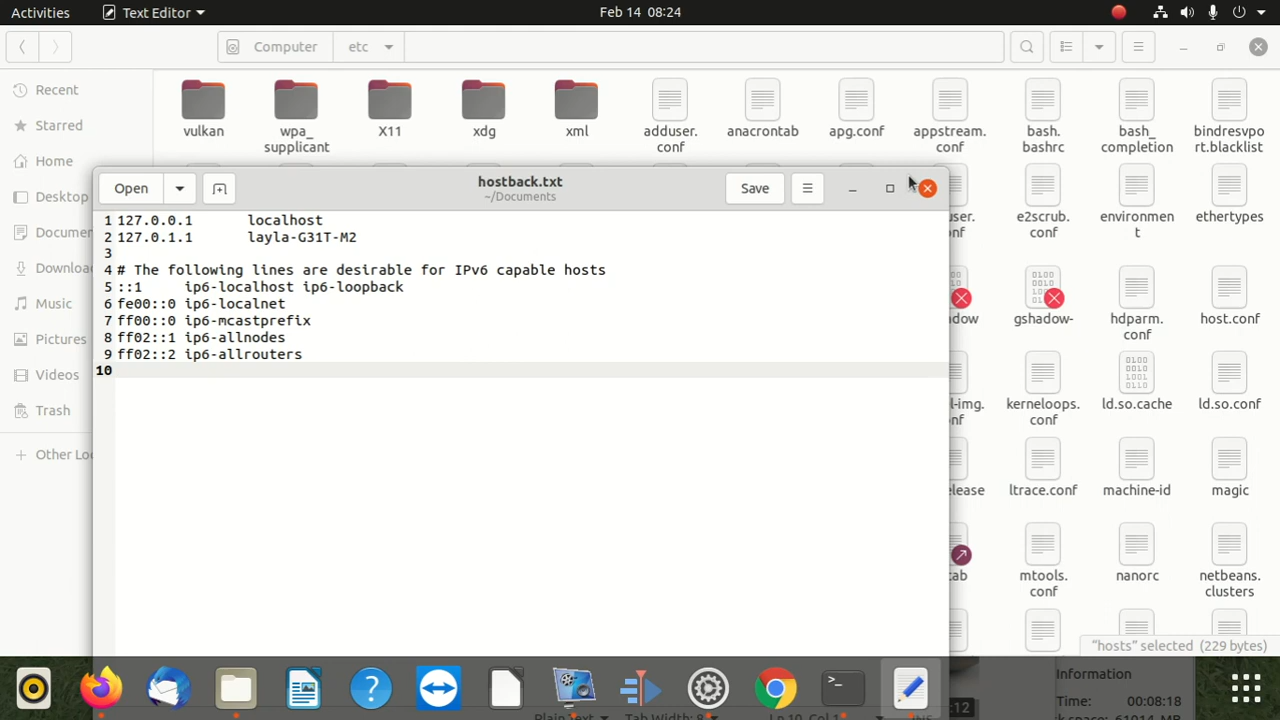 Activities Text Editor Feb 14 08:24
Computer etc
Recent
Starred
Home
Desktop
Music
Pictures
Videos
Trash
vulkan wpa_ X11 xdg xml adduser. anacrontab apg.conf appstream. bash. bash_ bindresvpo
supplicant conf conf bashrc completion rt.blacklist
e2scrub. environmen ethertypes
conf t
gshadow- hdparm. host.conf
conf
kerneloops. ld.so.cache ld.so.conf
conf
ltrace.conf machine-id magic
mtools. nanorc netbeans.
conf clusters
Open hostback.txt Save
~/Documents
1 127.0.0.1 localhost
2 127.0.1.1 layla-G31T-M2
3
4 # The following lines are desirable for IPv6 capable hosts
5 ::1 ip6-localhost ip6-loopback
6 fe00::0 ip6-localnet
7 ff00::0 ip6-mcastprefix
8 ff02::1 ip6-allnodes
9 ff02::2 ip6-allrouters
10
"hosts" selected (229 bytes)
Information
Time: 00:08:18